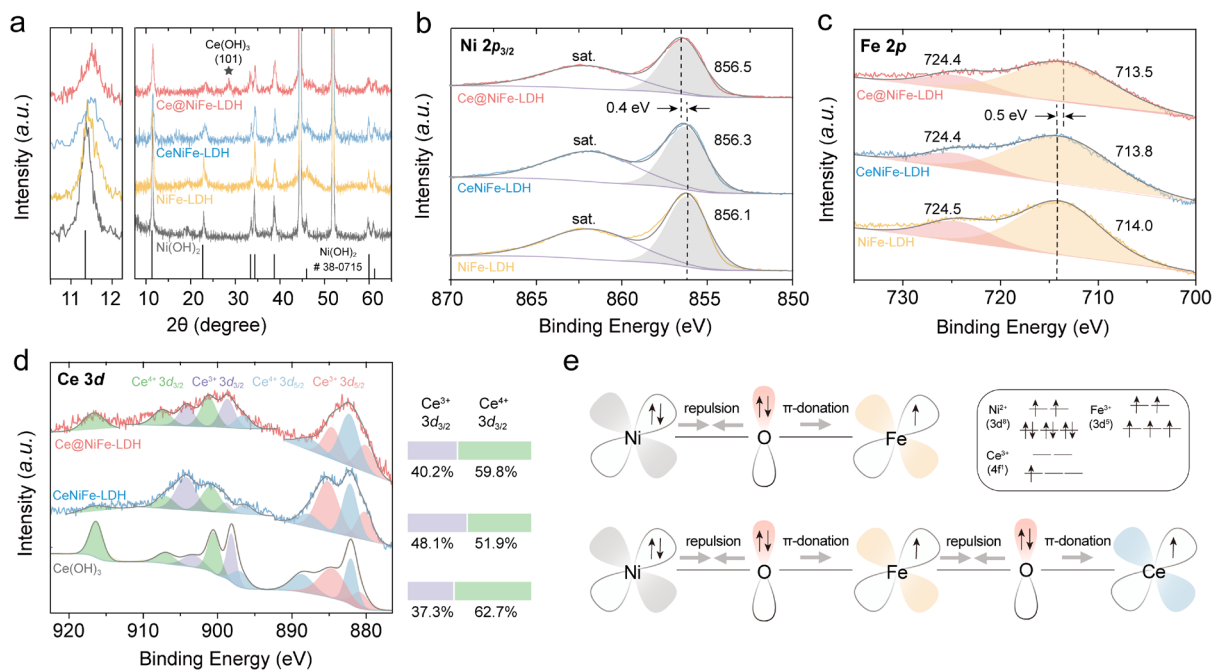 a
Ce(OH)₃
(101)
Ce@NiFe-LDH
CeNiFe-LDH
NiFe-LDH
Ni(OH)₂
Ni(OH)₂
# 38-0715
Intensity (a.u.)
11.5 12 10 20 30 40 50 60
2θ (degree)
b
Ni 2p₃/₂
sat.
856.5
Ce@NiFe-LDH
0.4 eV
sat.
856.3
CeNiFe-LDH
sat.
856.1
NiFe-LDH
Intensity (a.u.)
870 865 860 855 850
Binding Energy (eV)
c
Fe 2p
724.4
713.5
Ce@NiFe-LDH
0.5 eV
724.4
713.8
CeNiFe-LDH
724.5
714.0
NiFe-LDH
Intensity (a.u.)
730 720 710 700
Binding Energy (eV)
d
Ce 3d
Ce⁴⁺ 3d₃/₂ Ce³⁺ 3d₃/₂ Ce⁴⁺ 3d₅/₂ Ce³⁺ 3d₅/₂
Ce@NiFe-LDH
CeNiFe-LDH
Ce(OH)₃
Intensity (a.u.)
920 910 900 890 880
Binding Energy (eV)
Ce³⁺ Ce⁴⁺
3d₃/₂ 3d₃/₂
40.2% 59.8%
48.1% 51.9%
37.3% 62.7%
e
repulsion π-donation
Ni O Fe
Ni²⁺
(3d⁸)
Fe³⁺
(3d⁵)
Ce³⁺
(4f¹)
repulsion π-donation repulsion π-donation
Ni O Fe O Ce